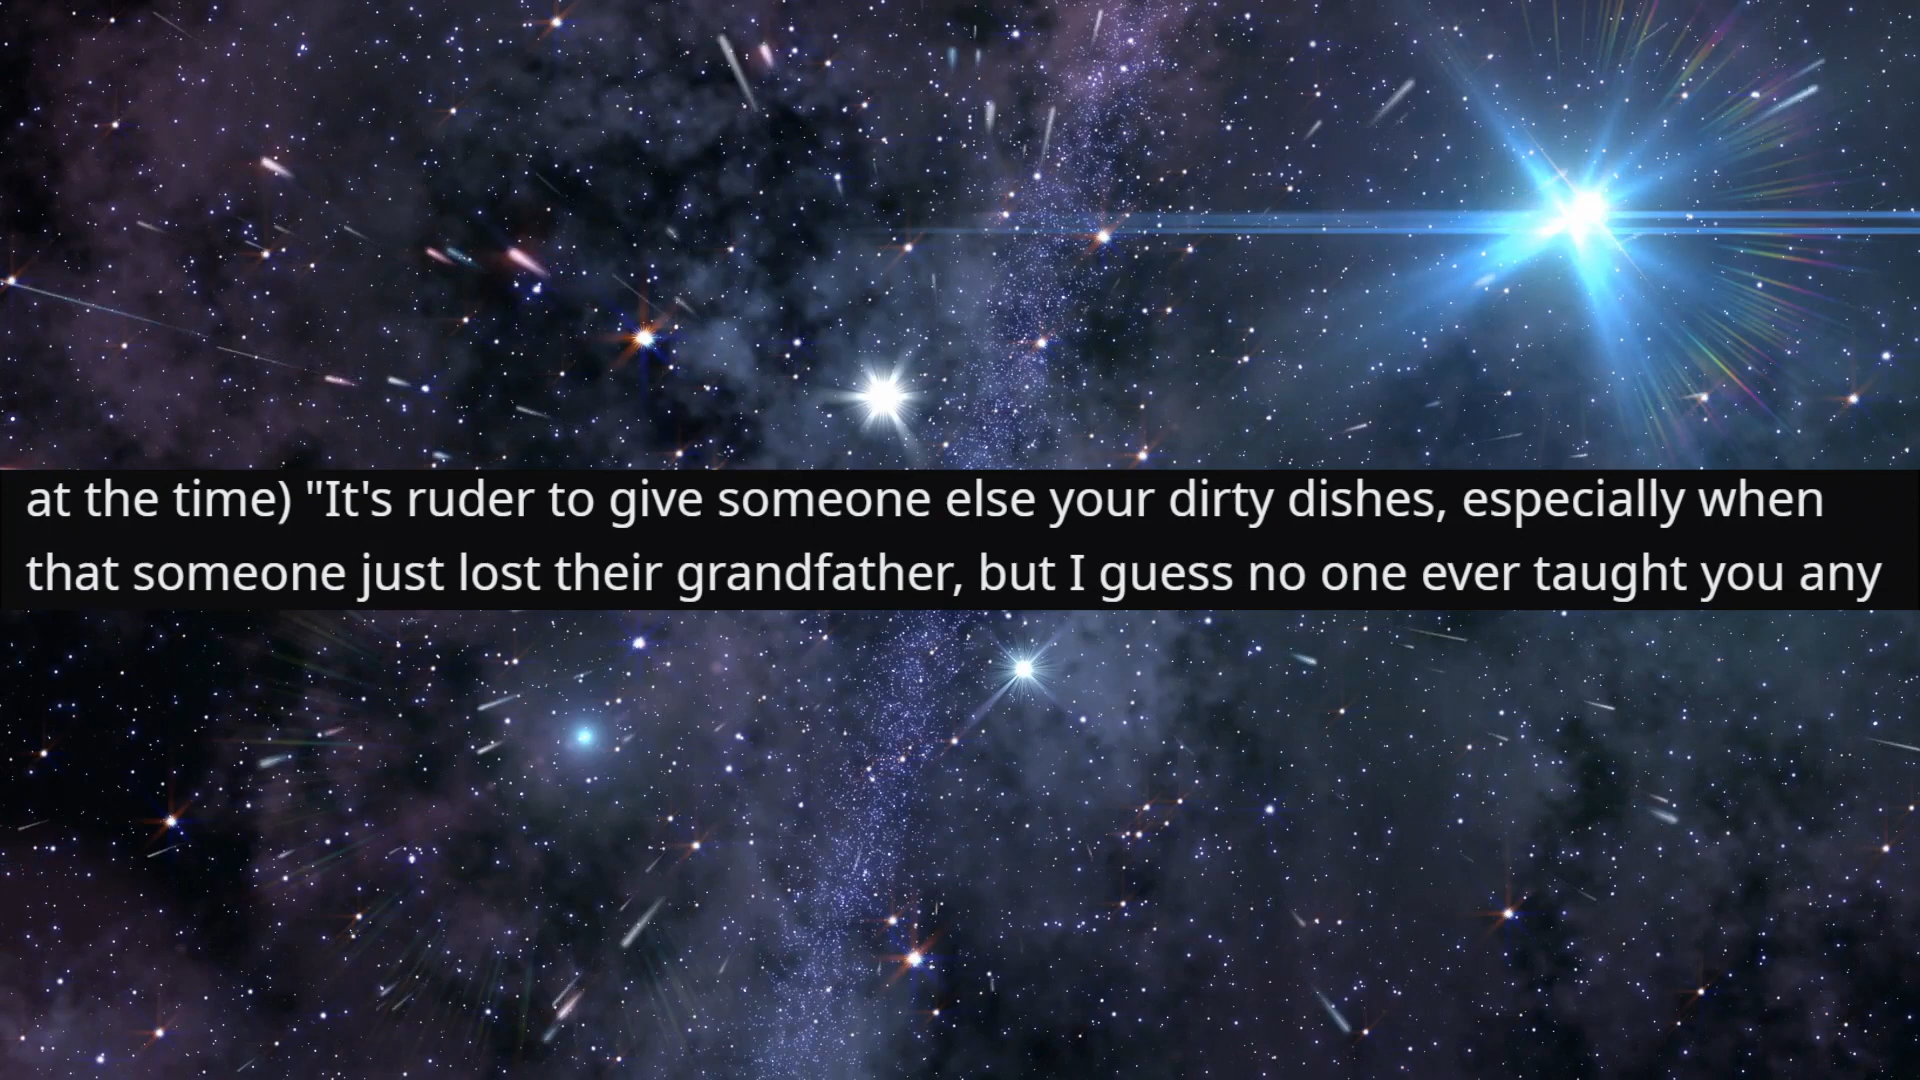 at the time) "It's ruder to give someone else your dirty dishes, especially when
that someone just lost their grandfather, but I guess no one ever taught you any